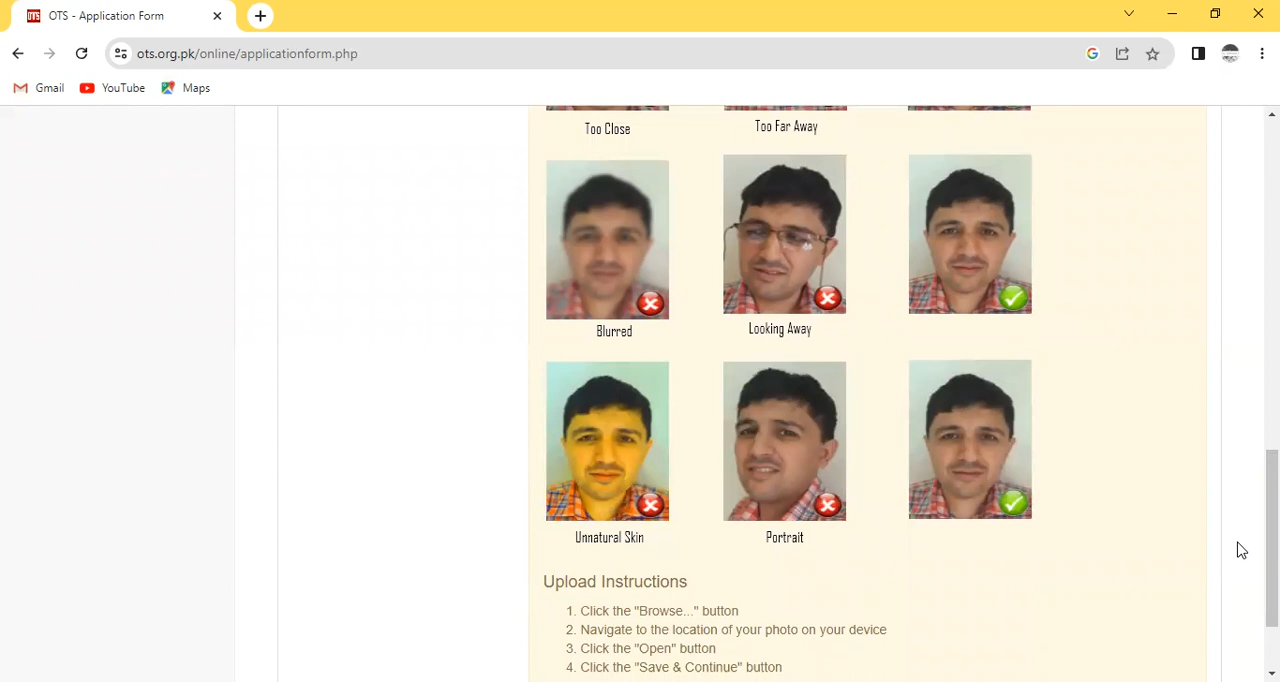 OTS - Application Form
ots.org.pk/online/applicationform.php
Gmail YouTube Maps
Too Close Too Far Away
Blurred Looking Away
Unnatural Skin Portrait
Upload Instructions
1. Click the "Browse..." button
2. Navigate to the location of your photo on your device
3. Click the "Open" button
4. Click the "Save & Continue" button